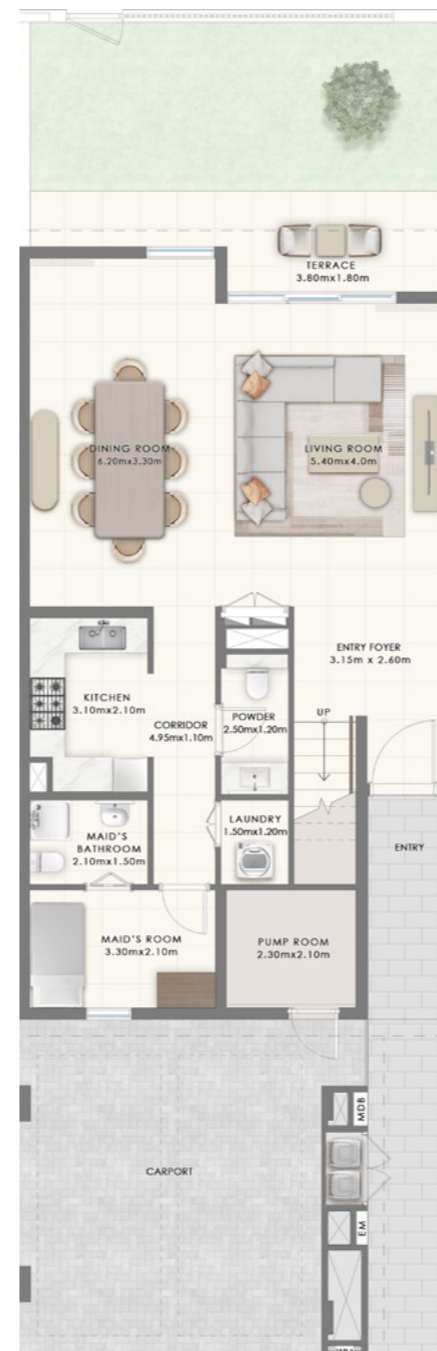 TERRACE
3.80mx1.80m
DINING ROOM
6.20mx3.30m
LIVING ROOM
5.40mx4.0m
ENTRY FOYER
3.15m x 2.60m
KITCHEN
3.10mx2.10m
CORRIDOR
4.95mx1.10m
POWDER
2.50mx1.20m
UP
LAUNDRY
1.50mx1.20m
MAID'S
BATHROOM
2.10mx1.50m
ENTRY
MAID'S ROOM
3.30mx2.10m
PUMP ROOM
2.30mx2.10m
MDB
CARPORT
EM